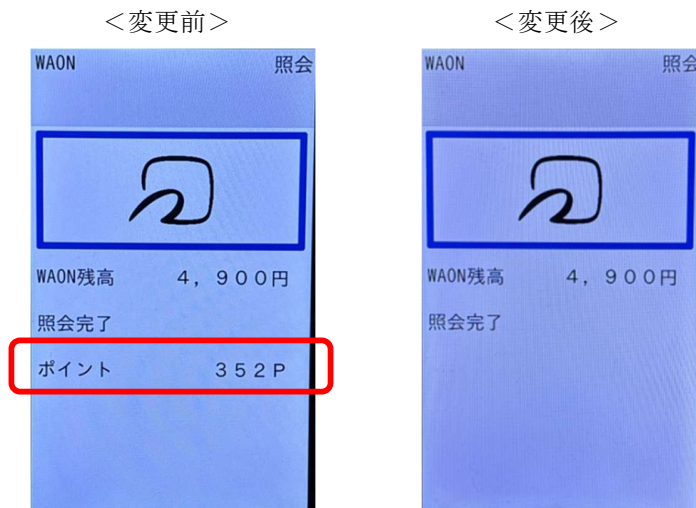 ＜変更前＞
WAON 照会
WAON残高 4，900円
照会完了
ポイント 352P
＜変更後＞
WAON 照会
WAON残高 4，900円
照会完了